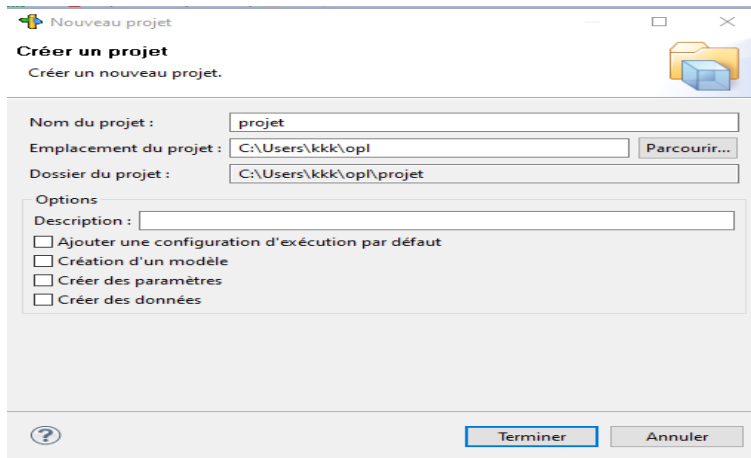 Nouveau projet
Créer un projet
Créer un nouveau projet.
Nom du projet : projet
Emplacement du projet : C:\Users\kkk\opl Parcourir...
Dossier du projet : C:\Users\kkk\opl\projet
Options
Description :
Ajouter une configuration d'exécution par défaut
Création d'un modèle
Créer des paramètres
Créer des données
? Terminer Annuler